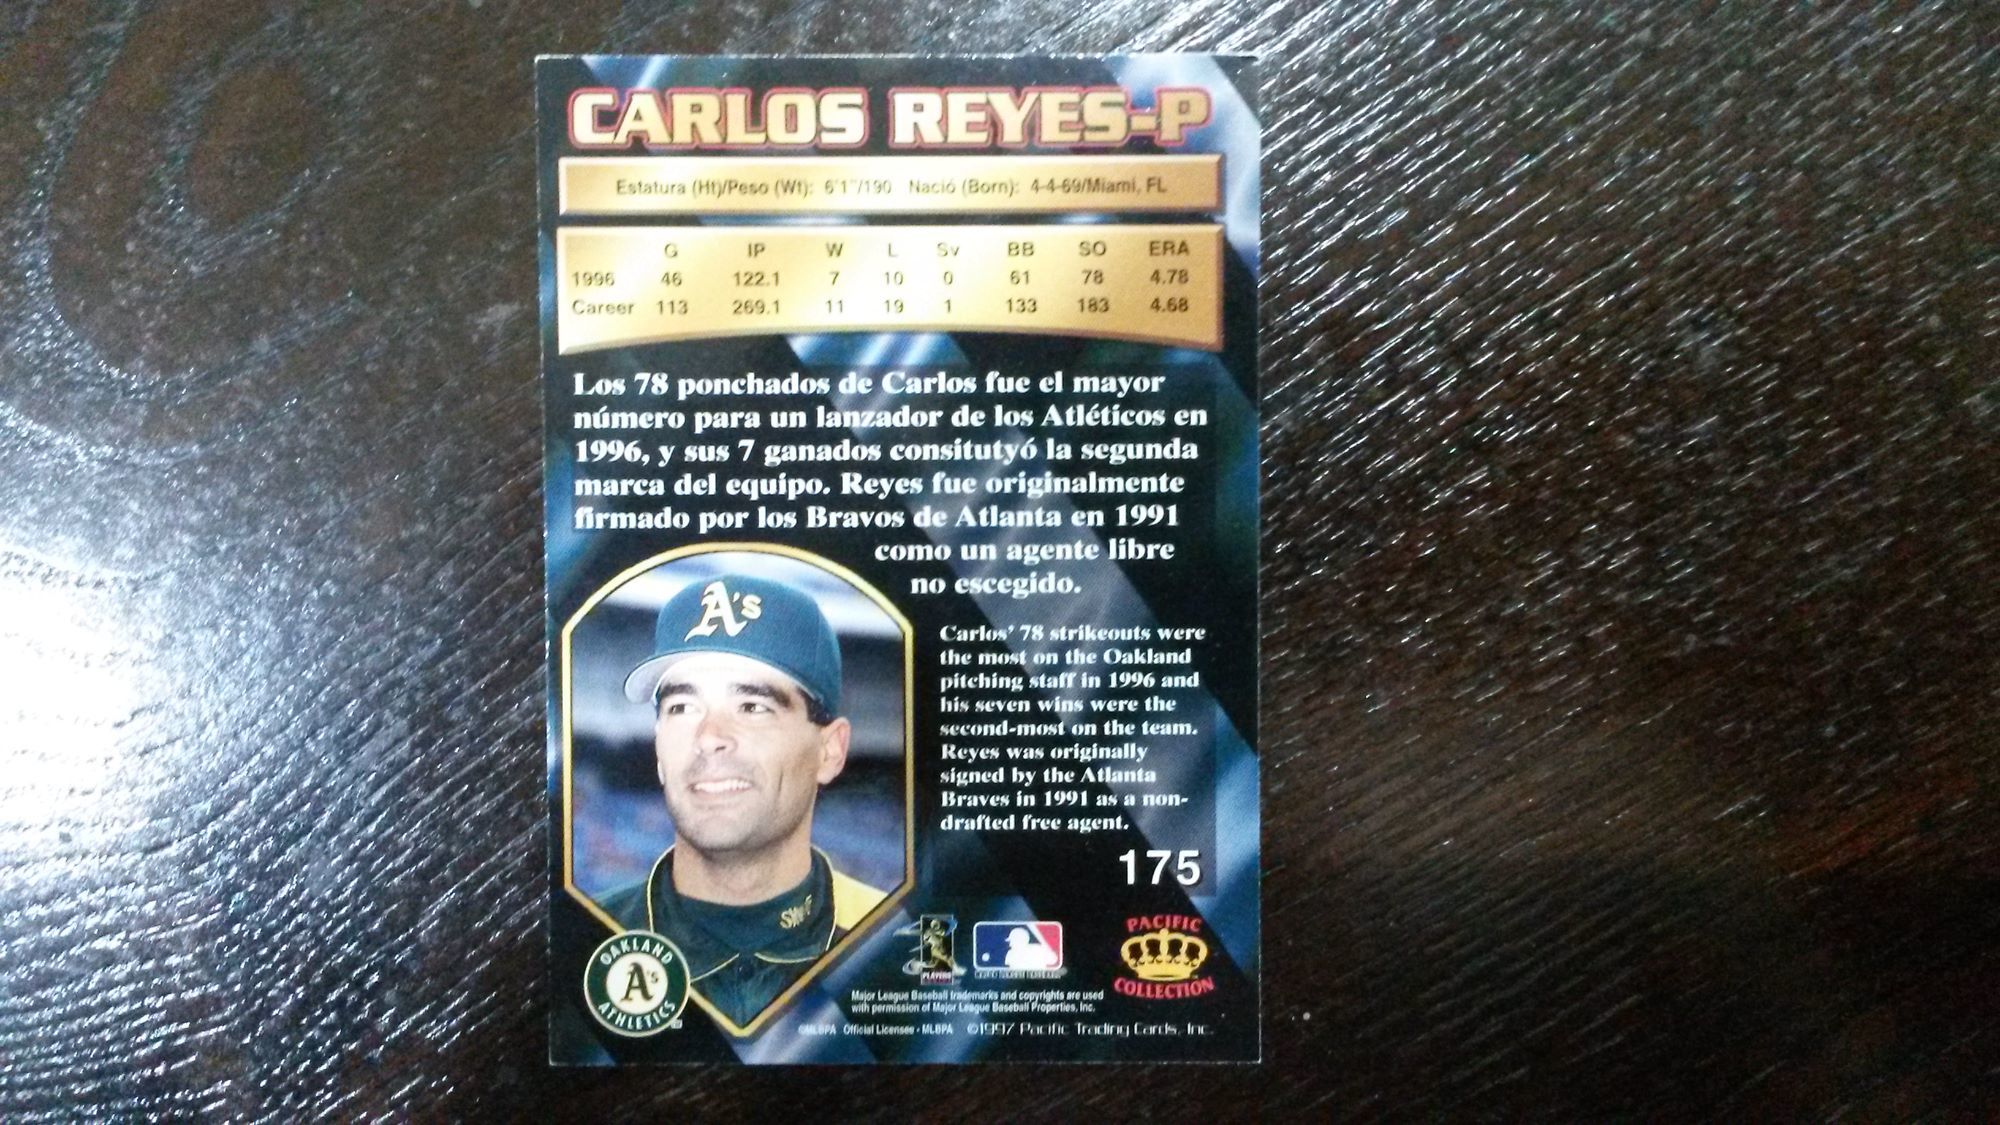 CARLOS REYES-P
Estatura (Ht)/Peso (Wt): 6'1"/190 Nació (Born): 4-4-69/Miami, FL
G IP W L Sv BB SO ERA
1996 46 122.1 7 10 0 61 78 4.78
Career 113 269.1 11 19 1 133 183 4.68
Los 78 ponchados de Carlos fue el mayor
número para un lanzador de los Atléticos en
1996, y sus 7 ganados consitutyó la segunda
marca del equipo. Reyes fue originalmente
firmado por los Bravos de Atlanta en 1991
como un agente libre
no escegido.
Carlos' 78 strikeouts were
the most on the Oakland
pitching staff in 1996 and
his seven wins were the
second-most on the team.
Reyes was originally
signed by the Atlanta
Braves in 1991 as a non-
drafted free agent.
175
A's
OAKLAND
A's
ATHLETICS
PLAYERS
PACIFIC
COLLECTION
Major League Baseball trademarks and copyrights are used
with permission of Major League Baseball Properties, Inc.
©MLBPA Official Licensee - MLBPA ©1997 Pacific Trading Cards, Inc.